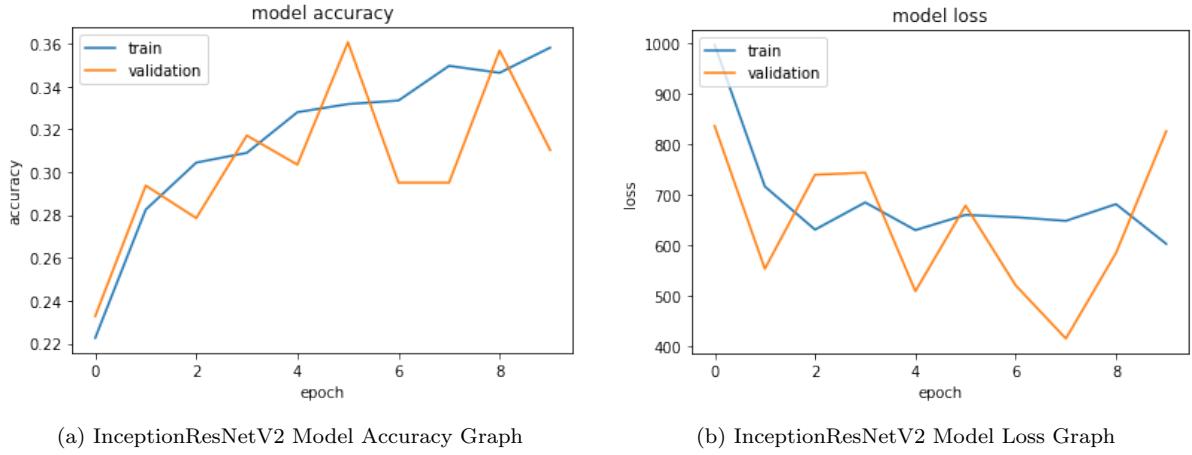 model accuracy
train
validation
0.36
0.34
0.32
0.30
0.28
0.26
0.24
0.22
accuracy
0 2 4 6 8
epoch
(a) InceptionResNetV2 Model Accuracy Graph
model loss
train
validation
1000
900
800
700
600
500
400
loss
0 2 4 6 8
epoch
(b) InceptionResNetV2 Model Loss Graph